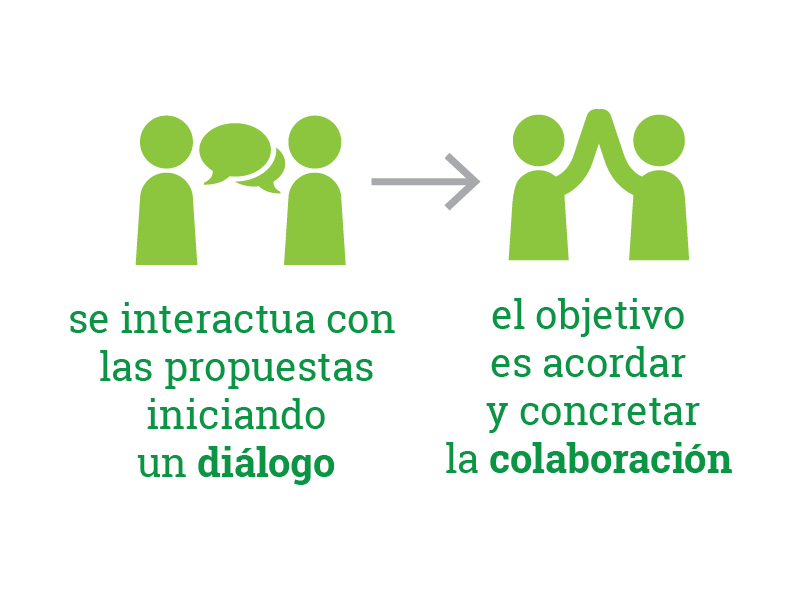 se interactua con
las propuestas
iniciando
un diálogo
el objetivo
es acordar
y concretar
la colaboración